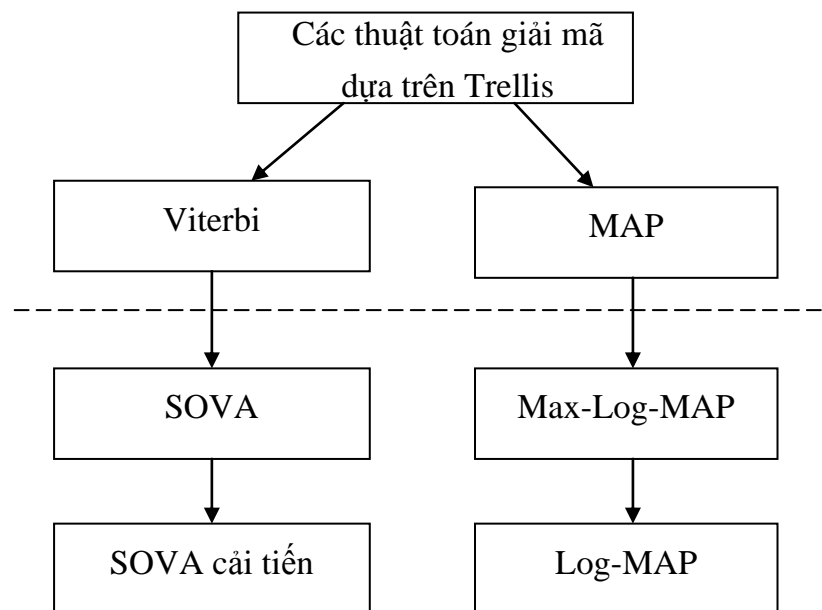 Các thuật toán giải mã
dựa trên Trellis
Viterbi
MAP
SOVA
Max-Log-MAP
SOVA cải tiến
Log-MAP